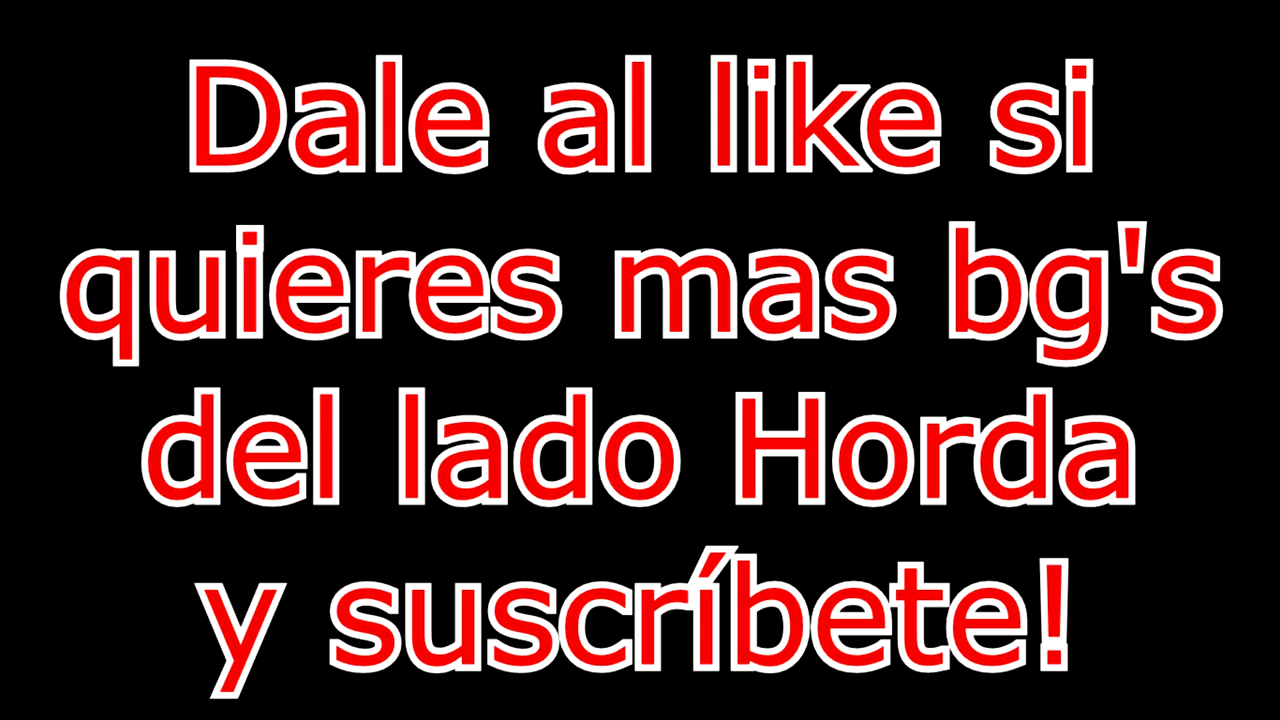 Dale al like si
quieres mas bg's
del lado Horda
y suscríbete!